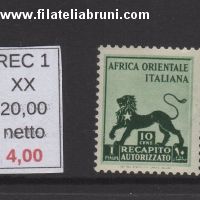 www.filateliabruni.com
REC 1
XX
20,00
netto
4,00
AFRICA ORIENTALE
ITALIANA
10
CENT
RECAPITO
AUTORIZZATO